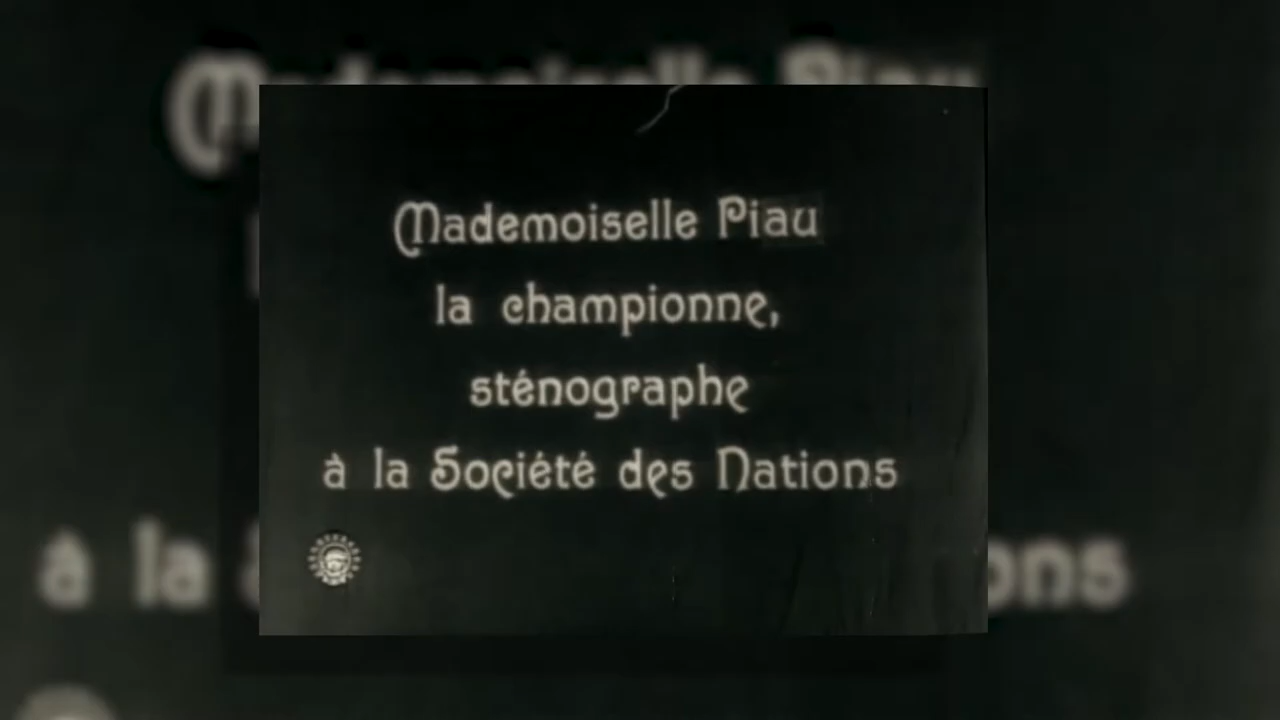 Mademoiselle Piau
la championne,
sténographe
à la Société des Nations